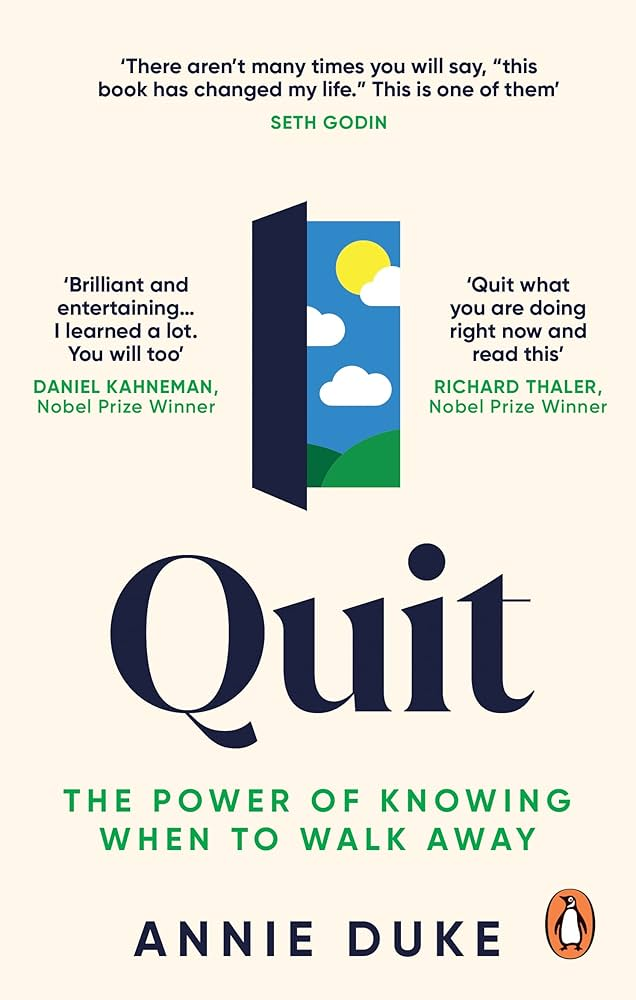 ‘There aren’t many times you will say, “this
book has changed my life.” This is one of them’
SETH GODIN
‘Brilliant and
entertaining...
I learned a lot.
You will too’
DANIEL KAHNEMAN,
Nobel Prize Winner
‘Quit what
you are doing
right now and
read this’
RICHARD THALER,
Nobel Prize Winner
Quit
THE POWER OF KNOWING
WHEN TO WALK AWAY
ANNIE DUKE